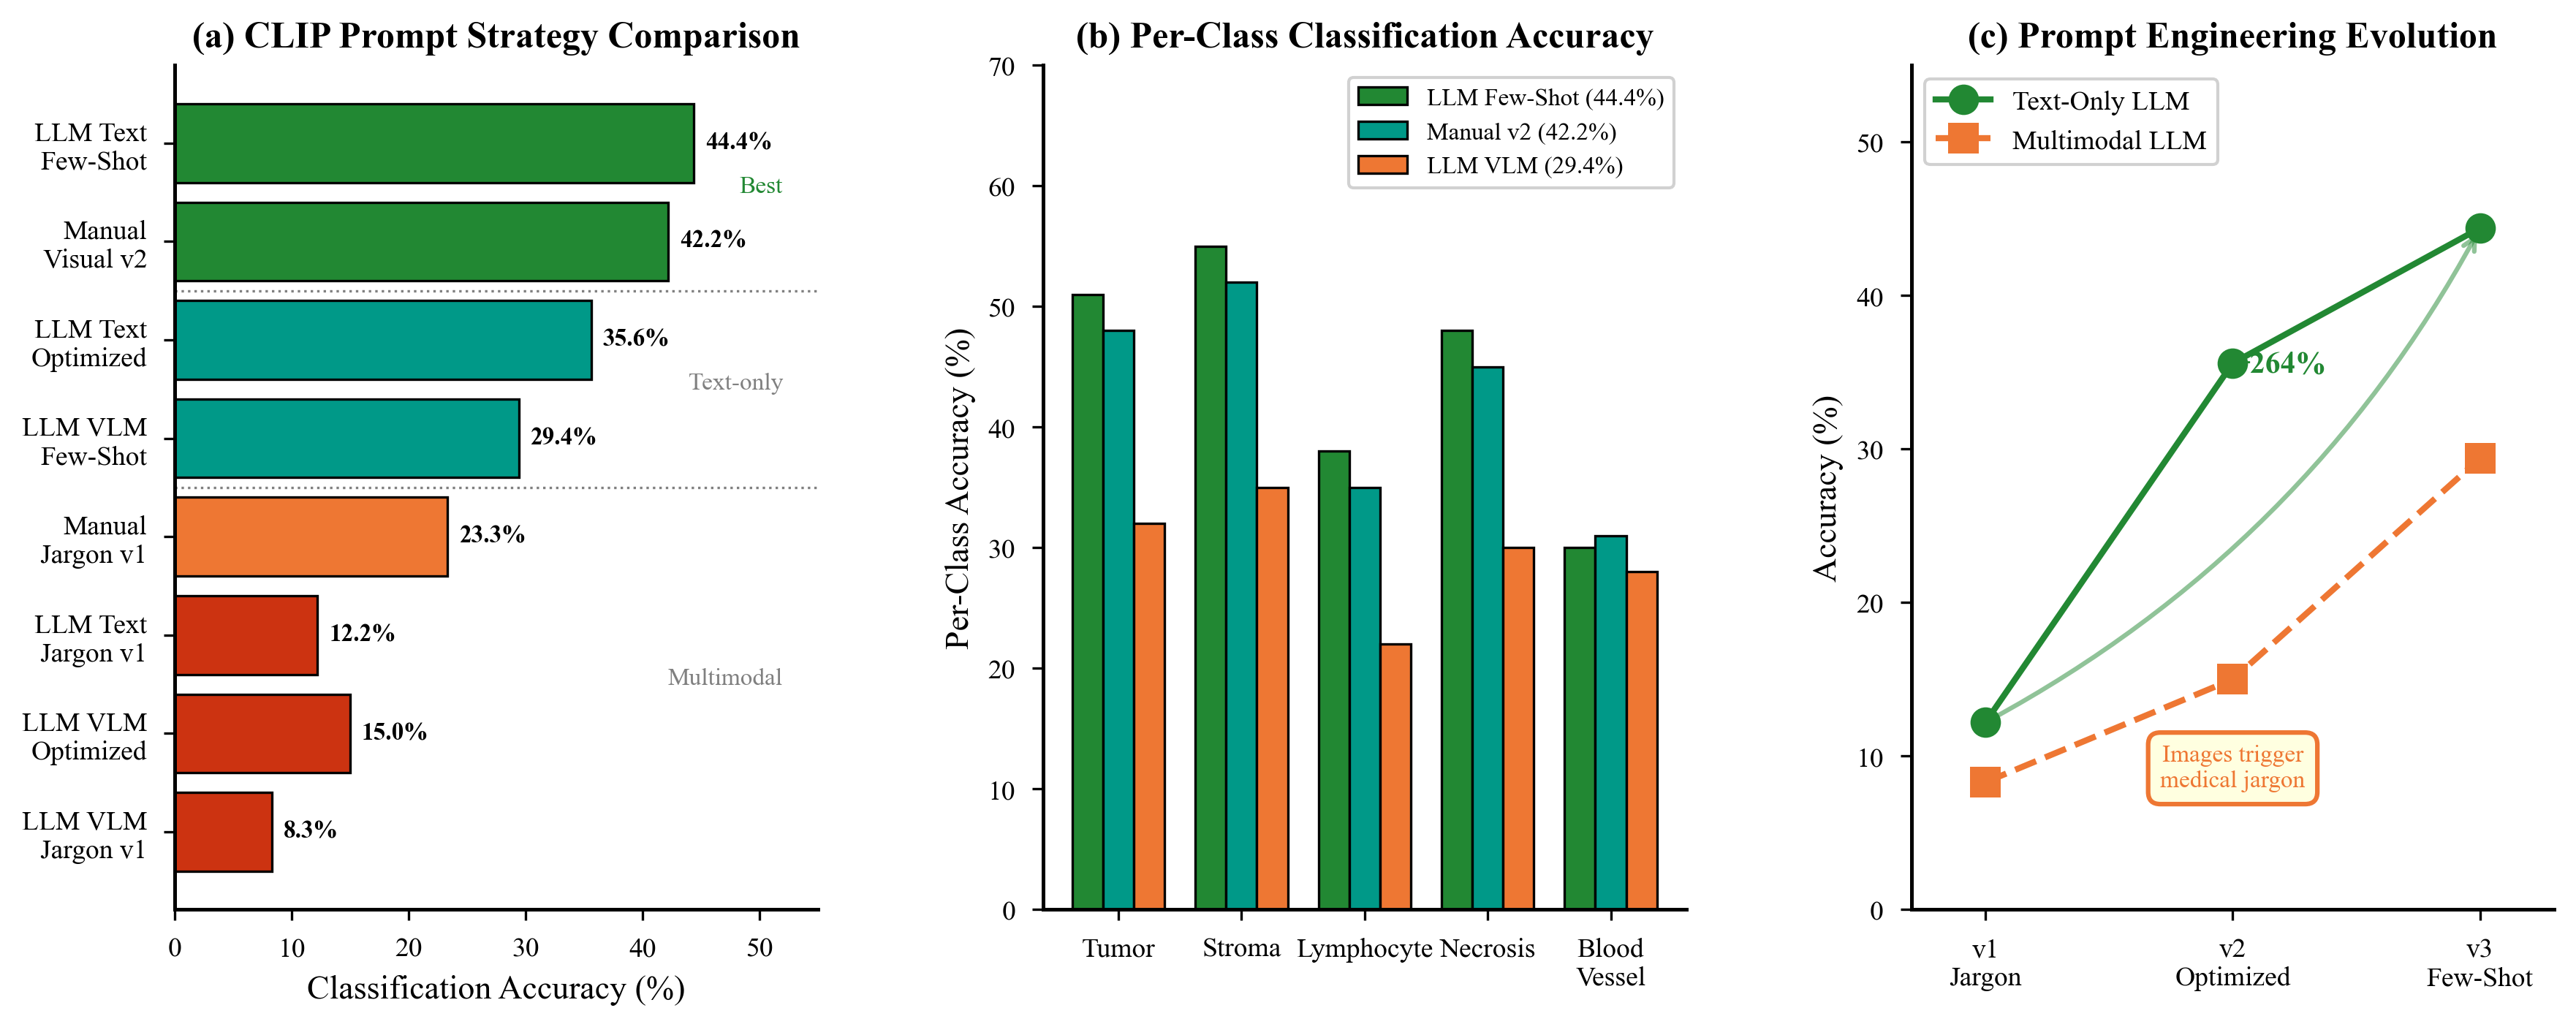 (a) CLIP Prompt Strategy Comparison
LLM Text
Few-Shot
44.4%
Best
Manual
Visual v2
42.2%
LLM Text
Optimized
35.6%
Text-only
LLM VLM
Few-Shot
29.4%
Manual
Jargon v1
23.3%
LLM Text
Jargon v1
12.2%
Multimodal
LLM VLM
Optimized
15.0%
LLM VLM
Jargon v1
8.3%
0 10 20 30 40 50
Classification Accuracy (%)
(b) Per-Class Classification Accuracy
Per-Class Accuracy (%)
70
60
50
40
30
20
10
0
LLM Few-Shot (44.4%)
Manual v2 (42.2%)
LLM VLM (29.4%)
Tumor Stroma Lymphocyte Necrosis Blood
Vessel
(c) Prompt Engineering Evolution
Accuracy (%)
50
40
30
20
10
0
Text-Only LLM
Multimodal LLM
264%
Images trigger
medical jargon
v1 v2 v3
Jargon Optimized Few-Shot